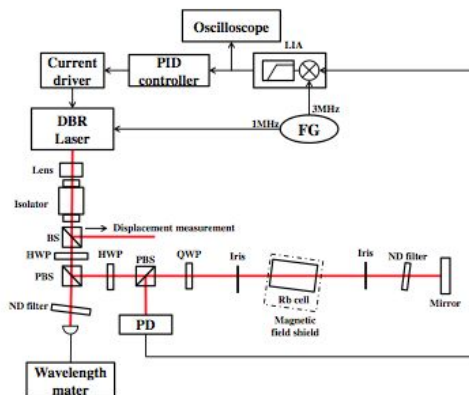 Oscilloscope
LIA
Current
driver
PID
controller
3MHz
1MHz
FG
DBR
Laser
Lens
Isolator
BS
Displacement measurement
HWP
PBS
HWP
PBS
QWP
Iris
Rb cell
Magnetic
field shield
Iris
ND filter
Mirror
ND filter
PD
Wavelength
mater